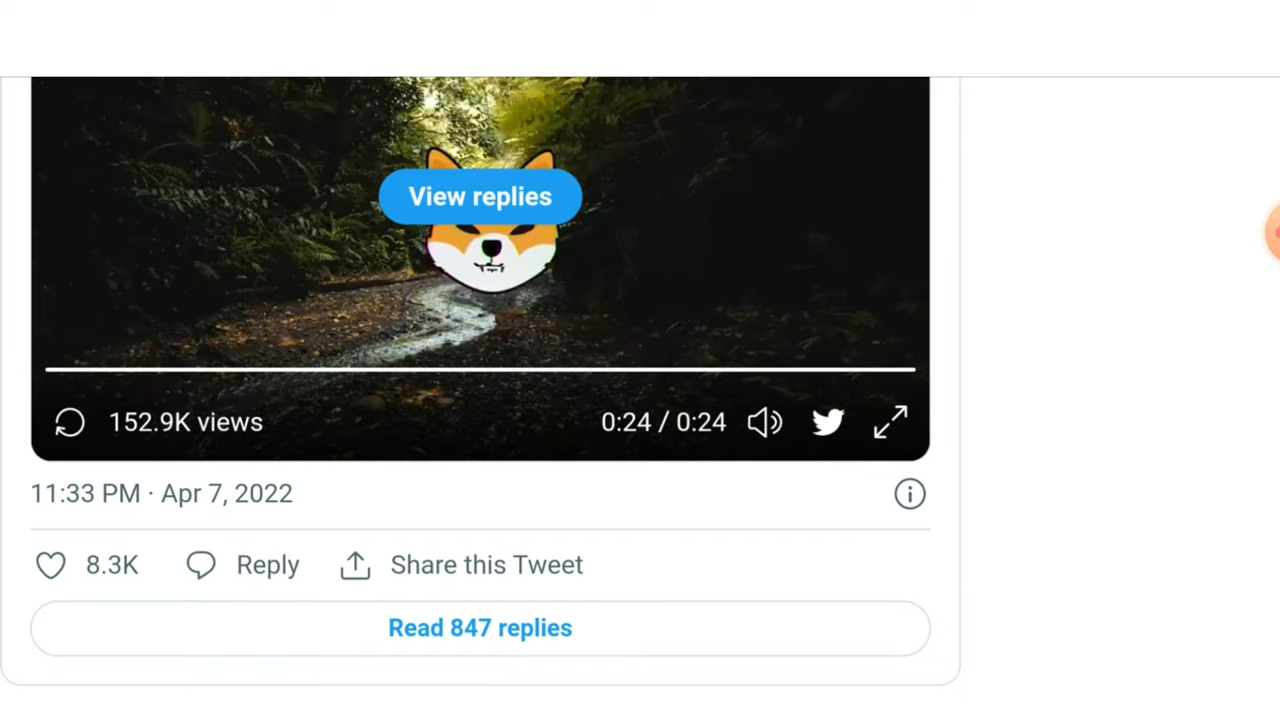 View replies
152.9K views
0:24 / 0:24
11:33 PM · Apr 7, 2022
8.3K
Reply
Share this Tweet
Read 847 replies